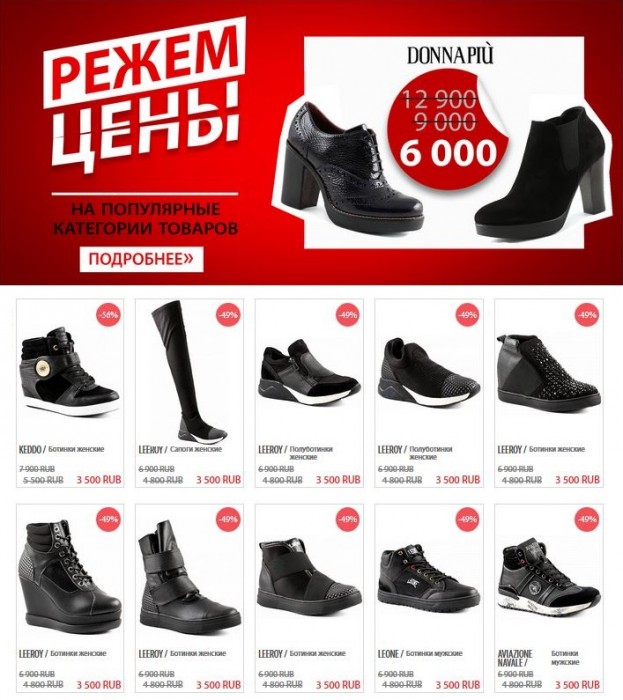 РЕЖЕМ
ЦЕНЫ
НА ПОПУЛЯРНЫЕ
КАТЕГОРИИ ТОВАРОВ
ПОДРОБНЕЕ»
DONNAPIÙ
12 900
9 000
6 000
-56%
-49%
-49%
-49%
-49%
KEDDO / Ботинки женские
7 900 RUB
5 500 RUB 3 500 RUB
LEEROY / Сапоги женские
6 900 RUB
4 800 RUB 3 500 RUB
LEEROY / Полуботинки
женские
6 900 RUB
4 800 RUB 3 500 RUB
LEEROY / Полуботинки
женские
6 900 RUB
4 800 RUB 3 500 RUB
LEEROY / Ботинки женские
6 900 RUB
4 800 RUB 3 500 RUB
-49%
-49%
-49%
-49%
-49%
LEEROY / Ботинки женские
6 900 RUB
4 800 RUB 3 500 RUB
LEEROY / Ботинки женские
6 900 RUB
4 800 RUB 3 500 RUB
LEEROY / Ботинки женские
6 900 RUB
4 800 RUB 3 500 RUB
LEONE
LEONE / Ботинки мужские
6 900 RUB
4 800 RUB 3 500 RUB
AVIAZIONE
NAVALE / Ботинки
мужские
6 900 RUB
4 800 RUB 3 500 RUB